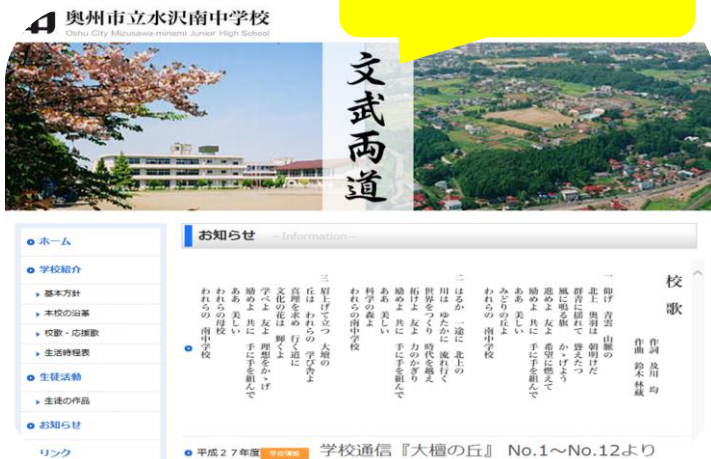 奥州市立水沢南中学校
Oshu City Mizusawa-minami Junior High School
文武両道
ホーム
学校紹介
基本方針
本校の沿革
校歌・応援歌
生活時程表
生徒活動
生徒の作品
お知らせ
リンク
お知らせ －Information－
校 歌
作詞 及川 均
作曲 鈴木 林蔵
一 仰げ 青雲 山脈の
北上 奥羽は 朝明けだ
群青に揺れて 聳えたつ
風に鳴る旗 かゝげよう
進めよ 友よ 希望に燃えて
励めよ 共に 手に手を組んで
ああ 美しい
みどりの丘よ
われらの 南中学校
二 はるか 一途に 北上の
川は ゆたかに 流れ行く
世界をつくり 時代を越え
拓けよ 友よ 力のかぎり
励めよ 共に 手に手を組んで
ああ 美しい
科学の森よ
われらの南中学校
三 眉上げて立つ 大壇の
丘は われらの 学び舎よ
真理を求め 行く道に
文化の花は 輝くよ
学べよ 友よ 理想をかゝげ
励めよ 共に 手に手を組んで
ああ 美しい
われらの母校
われらの 南中学校
平成２７年度 学校情報 学校通信『大檀の丘』 No.1～No.12より